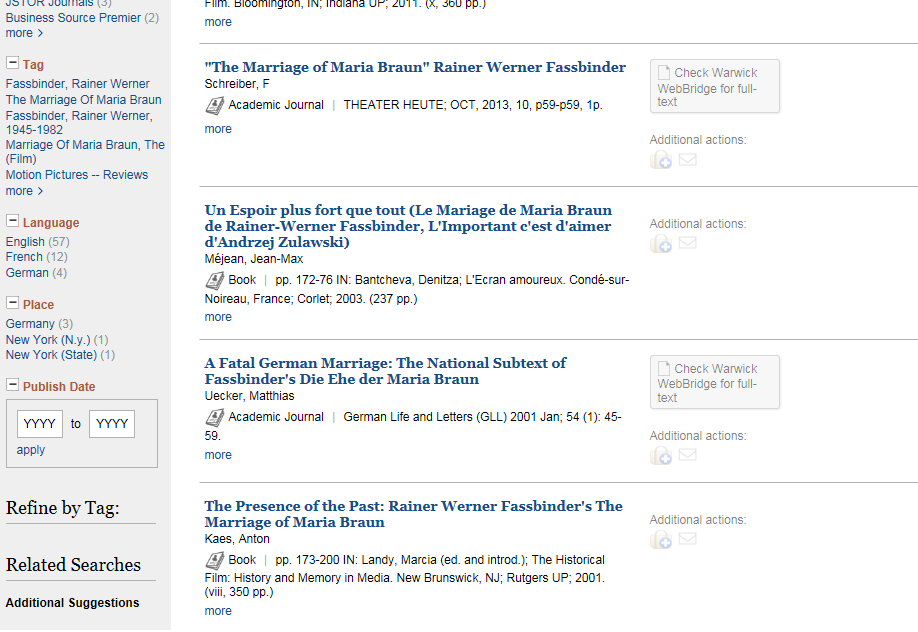 JSTOR Journals (3)
Business Source Premier (2)
more >
Tag
Fassbinder, Rainer Werner
The Marriage Of Maria Braun
Fassbinder, Rainer Werner,
1945-1982
Marriage Of Maria Braun, The
(Film)
Motion Pictures -- Reviews
more >
Language
English (57)
French (12)
German (4)
Place
Germany (3)
New York (N.y.) (1)
New York (State) (1)
Publish Date
YYYY to YYYY
apply
Refine by Tag:
Related Searches
Additional Suggestions
Film. Bloomington, IN; Indiana UP; 2011. (x, 360 pp.)
more
"The Marriage of Maria Braun" Rainer Werner Fassbinder
Schreiber, F
Academic Journal | THEATER HEUTE; OCT, 2013, 10, p59-p59, 1p.
more
Check Warwick
WebBridge for full-
text
Additional actions:
Un Espoir plus fort que tout (Le Mariage de Maria Braun
de Rainer-Werner Fassbinder, L'Important c'est d'aimer
d'Andrzej Zulawski)
Méjean, Jean-Max
Book | pp. 172-76 IN: Bantcheva, Denitza; L'Ecran amoureux. Condé-sur-
Noireau, France; Corlet; 2003. (237 pp.)
more
Additional actions:
A Fatal German Marriage: The National Subtext of
Fassbinder's Die Ehe der Maria Braun
Uecker, Matthias
Academic Journal | German Life and Letters (GLL) 2001 Jan; 54 (1): 45-
59.
more
Check Warwick
WebBridge for full-
text
Additional actions:
The Presence of the Past: Rainer Werner Fassbinder's The
Marriage of Maria Braun
Kaes, Anton
Book | pp. 173-200 IN: Landy, Marcia (ed. and introd.); The Historical
Film: History and Memory in Media. New Brunswick, NJ; Rutgers UP; 2001.
(viii, 350 pp.)
more
Additional actions: